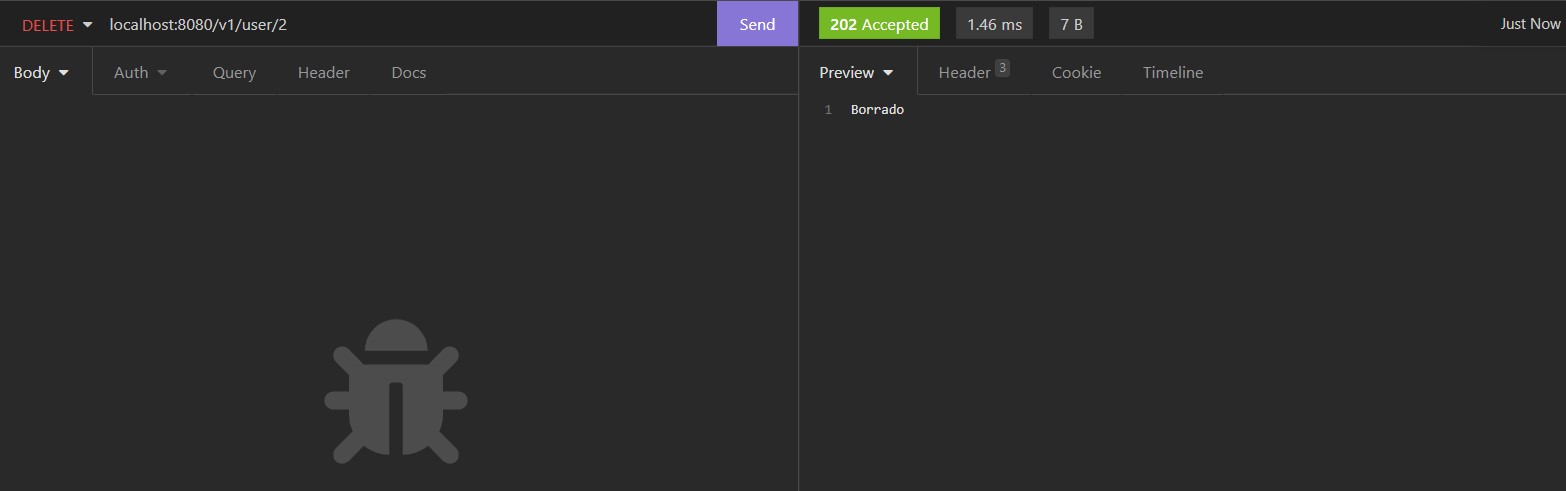 DELETE localhost:8080/v1/user/2 Send 202 Accepted 1.46 ms 7 B Just Now
Body Auth Query Header Docs Preview Header 3 Cookie Timeline
1 Borrado